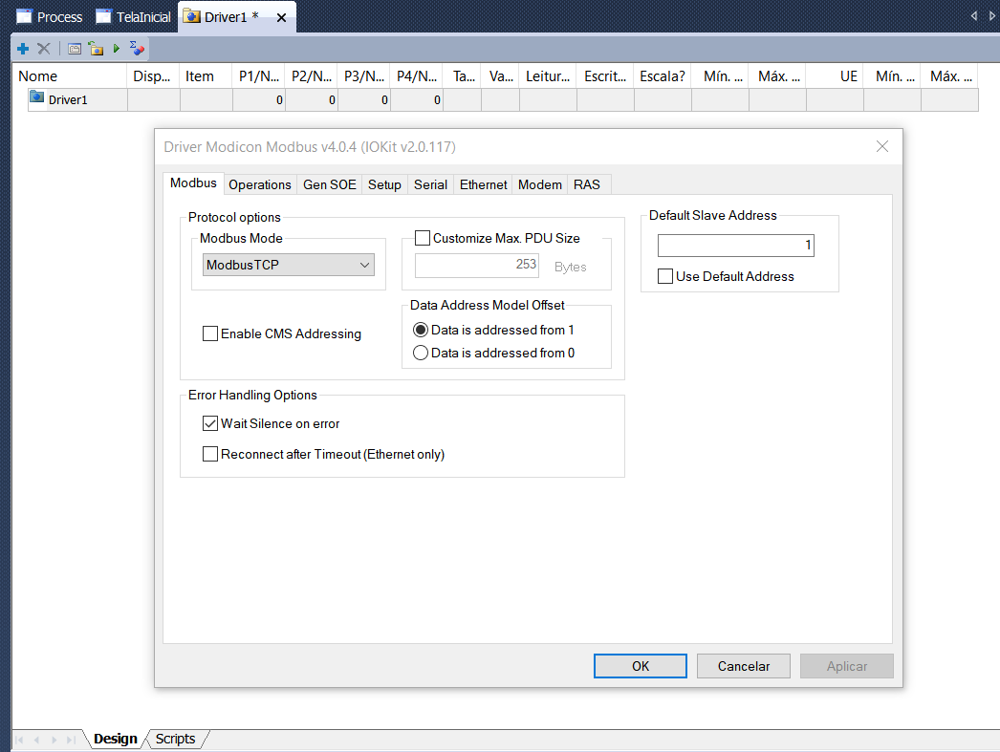 Process TelaInicial Driver1 *
Nome Disp... Item P1/N... P2/N... P3/N... P4/N... Ta... Va... Leitur... Escrit... Escala? Mín. ... Máx. ... UE Mín. ... Máx. ...
Driver1 0 0 0 0
Driver Modicon Modbus v4.0.4 (IOKit v2.0.117)
Modbus Operations Gen SOE Setup Serial Ethernet Modem RAS
Protocol options
Modbus Mode
ModbusTCP
Customize Max. PDU Size
253 Bytes
Default Slave Address
1
Use Default Address
Enable CMS Addressing
Data Address Model Offset
Data is addressed from 1
Data is addressed from 0
Error Handling Options
Wait Silence on error
Reconnect after Timeout (Ethernet only)
OK Cancelar Aplicar
Design Scripts